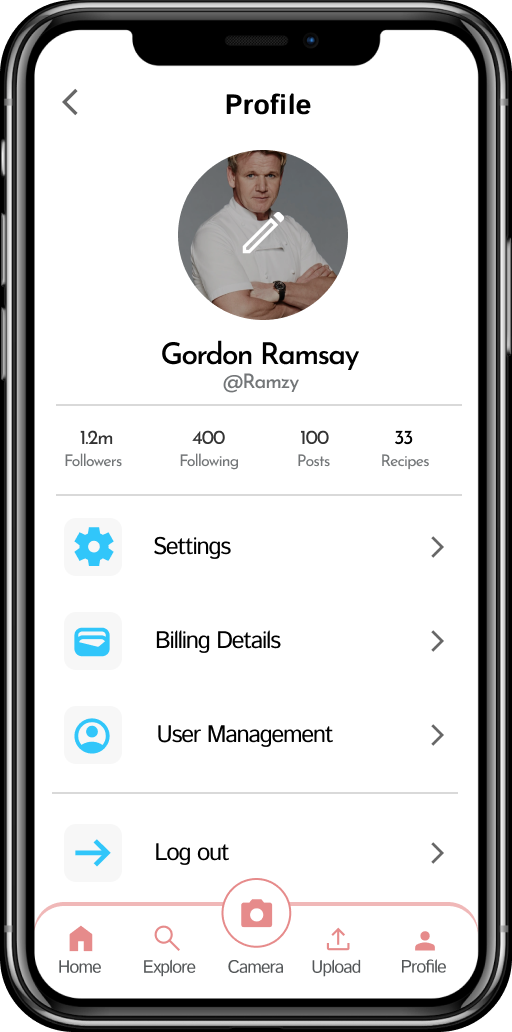 Profile
Gordon Ramsay
@Ramzy
1.2m 400 100 33
Followers Following Posts Recipes
Settings
Billing Details
User Management
Log out
Home Explore Camera Upload Profile